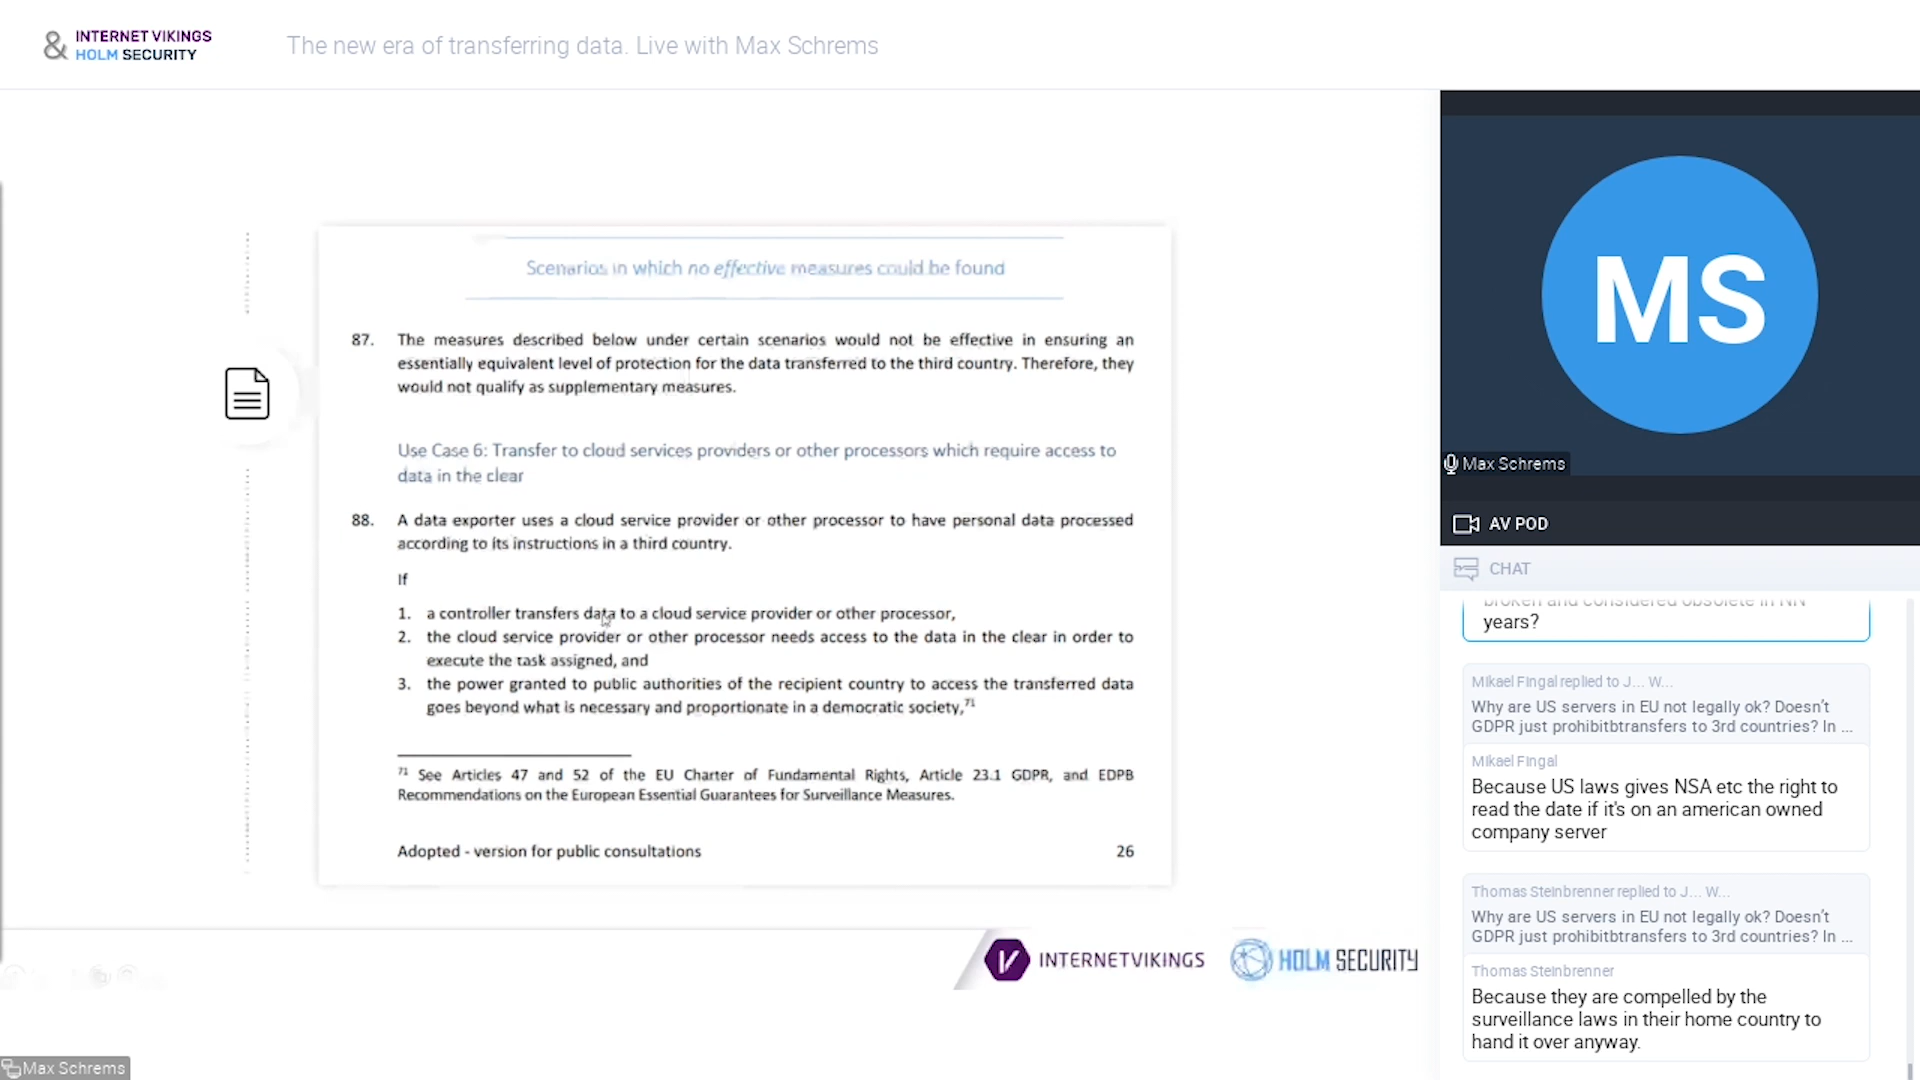 & INTERNET VIKINGS
HOLM SECURITY
The new era of transferring data. Live with Max Schrems
Scenarios in which no effective measures could be found
87. The measures described below under certain scenarios would not be effective in ensuring an
essentially equivalent level of protection for the data transferred to the third country. Therefore, they
would not qualify as supplementary measures.
Use Case 6: Transfer to cloud services providers or other processors which require access to
data in the clear
88. A data exporter uses a cloud service provider or other processor to have personal data processed
according to its instructions in a third country.
If
1. a controller transfers data to a cloud service provider or other processor,
2. the cloud service provider or other processor needs access to the data in the clear in order to
execute the task assigned, and
3. the power granted to public authorities of the recipient country to access the transferred data
goes beyond what is necessary and proportionate in a democratic society,71
71 See Articles 47 and 52 of the EU Charter of Fundamental Rights, Article 23.1 GDPR, and EDPB
Recommendations on the European Essential Guarantees for Surveillance Measures.
Adopted - version for public consultations 26
INTERNETVIKINGS
HOLM SECURITY
Max Schrems
MS
Max Schrems
AV POD
CHAT
broken and considered obsolete in NN
years?
Mikael Fingal replied to J... W...
Why are US servers in EU not legally ok? Doesn't
GDPR just prohibitbtransfers to 3rd countries? In ...
Mikael Fingal
Because US laws gives NSA etc the right to
read the date if it's on an american owned
company server
Thomas Steinbrenner replied to J... W...
Why are US servers in EU not legally ok? Doesn't
GDPR just prohibitbtransfers to 3rd countries? In ...
Thomas Steinbrenner
Because they are compelled by the
surveillance laws in their home country to
hand it over anyway.